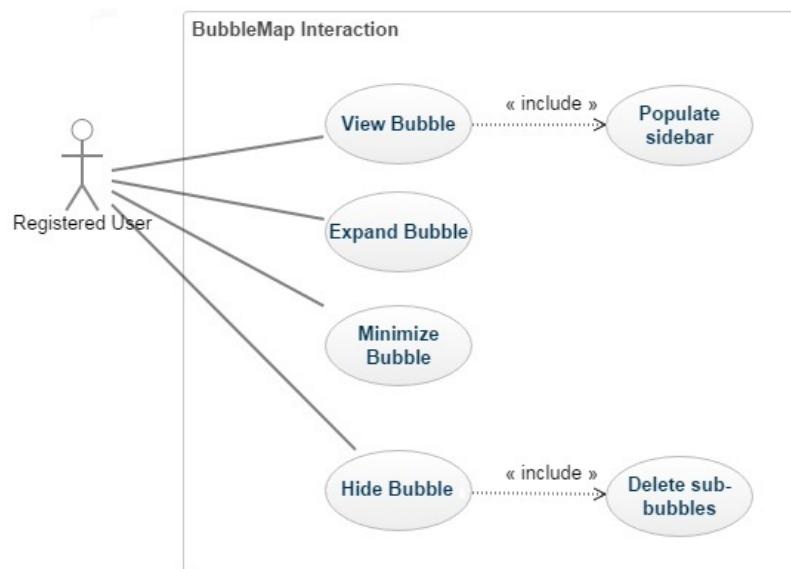 BubbleMap Interaction
View Bubble
« include »
Populate
sidebar
Registered User
Expand Bubble
Minimize
Bubble
Hide Bubble
« include »
Delete sub-
bubbles